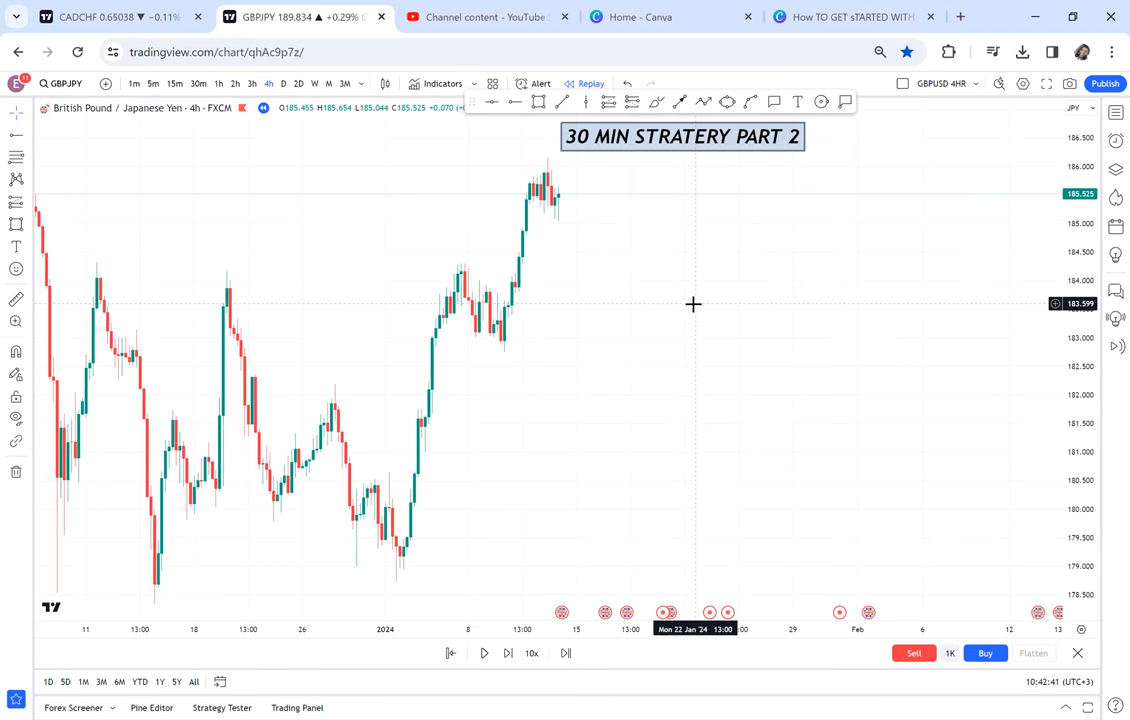 CADCHF 0.65038 ▼ −0.11%
GBPJPY 189.834 ▲ +0.29%
Channel content - YouTube
Home - Canva
How TO GET sTARTED WITH
tradingview.com/chart/qhAc9p7z/
E 11 GBPJPY 1m 5m 15m 30m 1h 2h 3h 4h D 2D W M 3M Indicators Alert Replay GBPUSD 4HR Publish
British Pound / Japanese Yen · 4h · FXCM O185.455 H185.654 L185.044 C185.525 +0.070
JPY
30 MIN STRATERY PART 2
186.500
186.000
185.525
185.000
184.500
184.000
183.599
183.000
182.500
182.000
181.500
181.000
180.500
180.000
179.500
179.000
178.500
11 13:00 18 13:00 26 2024 8 13:00 15 13:00 Mon 22 Jan '24 13:00 :00 29 Feb 6 12 13
10x Sell 1K Buy Flatten
1D 5D 1M 3M 6M YTD 1Y 5Y All 10:42:41 (UTC+3)
Forex Screener Pine Editor Strategy Tester Trading Panel